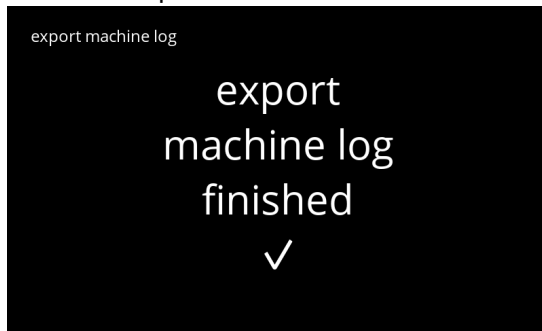 export machine log
export
machine log
finished
✓